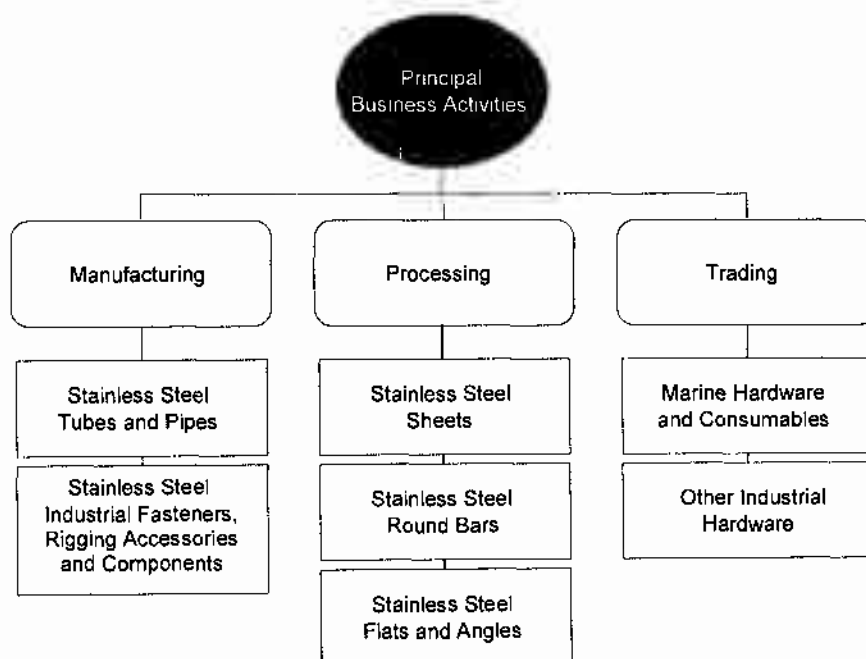 Principal
Business Activities
Manufacturing
Processing
Trading
Stainless Steel
Tubes and Pipes
Stainless Steel
Industrial Fasteners,
Rigging Accessories
and Components
Stainless Steel
Sheets
Stainless Steel
Round Bars
Stainless Steel
Flats and Angles
Marine Hardware
and Consumables
Other Industrial
Hardware